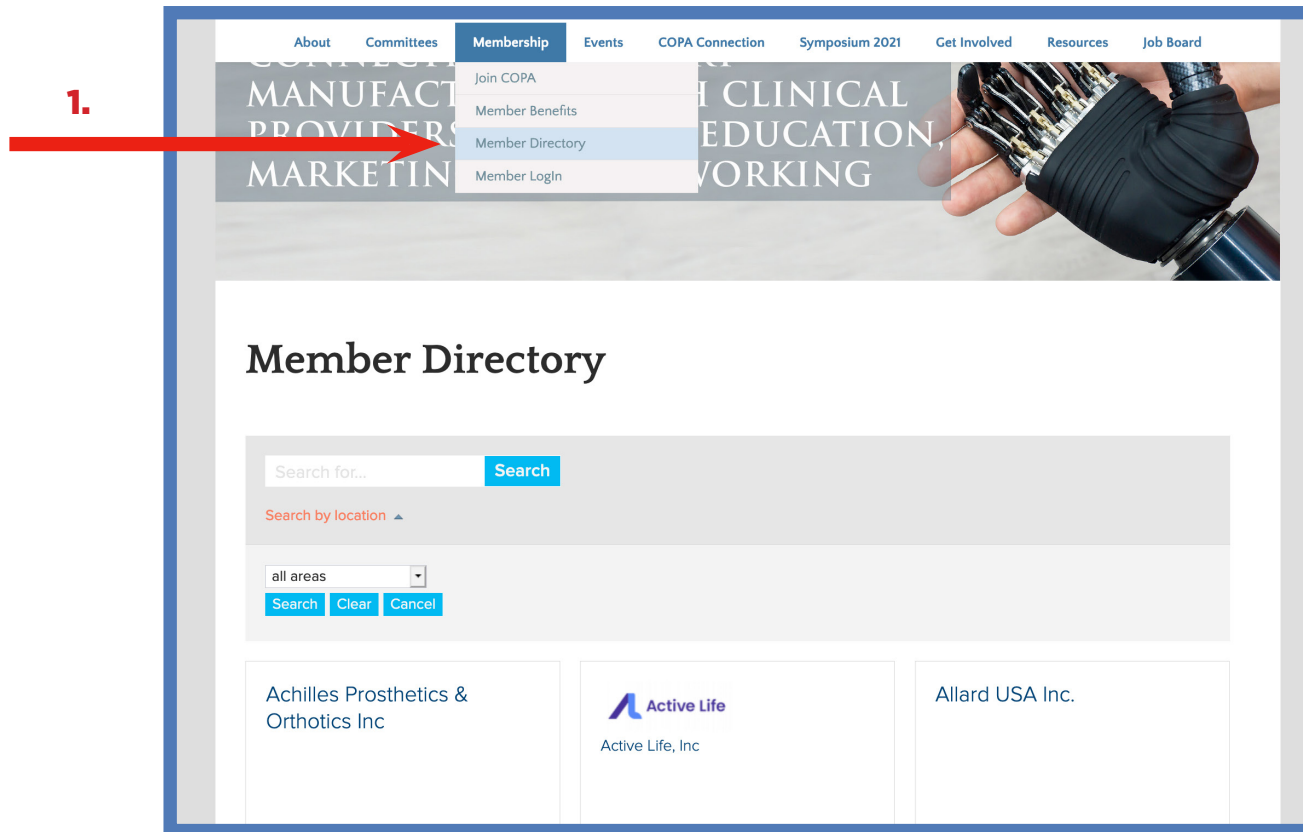 About Committees Membership Events COPA Connection Symposium 2021 Get Involved Resources Job Board
1.
Join COPA
Member Benefits
Member Directory
Member LogIn
MANUFACT H CLINICAL
PROVIDERS EDUCATION,
MARKETIN WORKING
Member Directory
Search for... Search
Search by location
all areas
Search Clear Cancel
Achilles Prosthetics &
Orthotics Inc
Active Life
Active Life, Inc
Allard USA Inc.